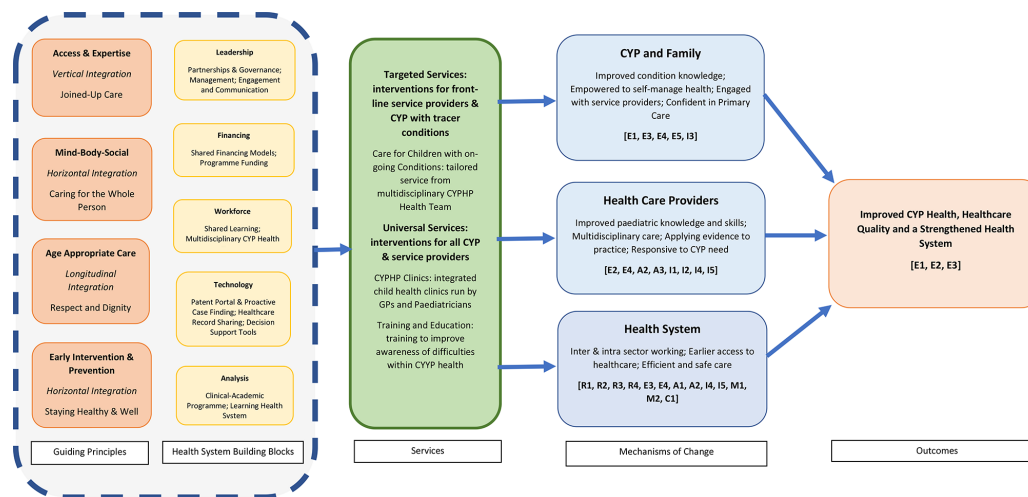 Access & Expertise
Vertical Integration
Joined-Up Care
Mind-Body-Social
Horizontal Integration
Caring for the Whole
Person
Age Appropriate Care
Longitudinal
Integration
Respect and Dignity
Early Intervention &
Prevention
Horizontal Integration
Staying Healthy & Well
Guiding Principles
Leadership
Partnerships & Governance;
Management; Engagement
and Communication
Financing
Shared Financing Models;
Programme Funding
Workforce
Shared Learning;
Multidisciplinary CYP Health
Technology
Patent Portal & Proactive
Case Finding; Healthcare
Record Sharing; Decision
Support Tools
Analysis
Clinical-Academic
Programme; Learning Health
System
Health System Building Blocks
Targeted Services:
interventions for front-
line service providers &
CYP with tracer
conditions
Care for Children with on-
going Conditions: tailored
service from
multidisciplinary CYPHP
Health Team
Universal Services:
interventions for all CYP
& service providers
CYPHP Clinics: integrated
child health clinics run by
GPs and Paediatricians
Training and Education:
training to improve
awareness of difficulties
within CYYP health
Services
CYP and Family
Improved condition knowledge;
Empowered to self-manage health; Engaged
with service providers; Confident in Primary
Care
[E1, E3, E4, E5, I3]
Health Care Providers
Improved paediatric knowledge and skills;
Multidisciplinary care; Applying evidence to
practice; Responsive to CYP need
[E2, E4, A2, A3, I1, I2, I4, I5]
Health System
Inter & intra sector working; Earlier access to
healthcare; Efficient and safe care
[R1, R2, R3, R4, E3, E4, A1, A2, I4, I5, M1,
M2, C1]
Mechanisms of Change
Improved CYP Health, Healthcare
Quality and a Strengthened Health
System
[E1, E2, E3]
Outcomes